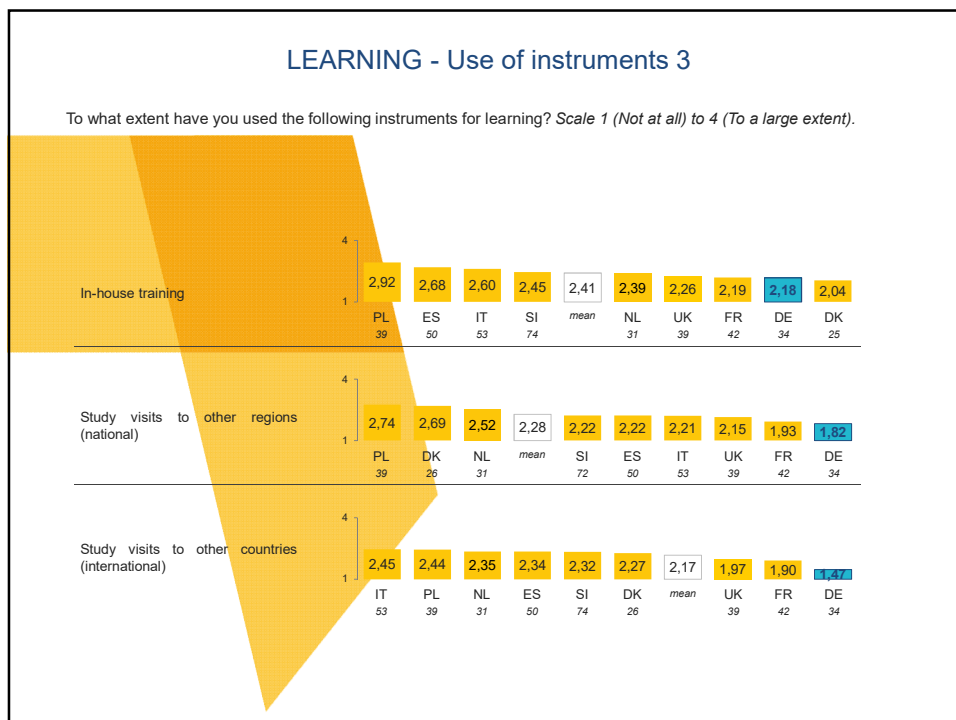 LEARNING - Use of instruments 3
To what extent have you used the following instruments for learning? Scale 1 (Not at all) to 4 (To a large extent).
In-house training
4
1
2,92 2,68 2,60 2,45 2,41 2,39 2,26 2,19 2,18 2,04
PL ES IT SI mean NL UK FR DE DK
39 50 53 74 31 39 42 34 25
Study visits to other regions
(national)
4
1
2,74 2,69 2,52 2,28 2,22 2,22 2,21 2,15 1,93 1,82
PL DK NL mean SI ES IT UK FR DE
39 26 31 72 50 53 39 42 34
Study visits to other countries
(international)
4
1
2,45 2,44 2,35 2,34 2,32 2,27 2,17 1,97 1,90 1,47
IT PL NL ES SI DK mean UK FR DE
53 39 31 50 74 26 39 42 34